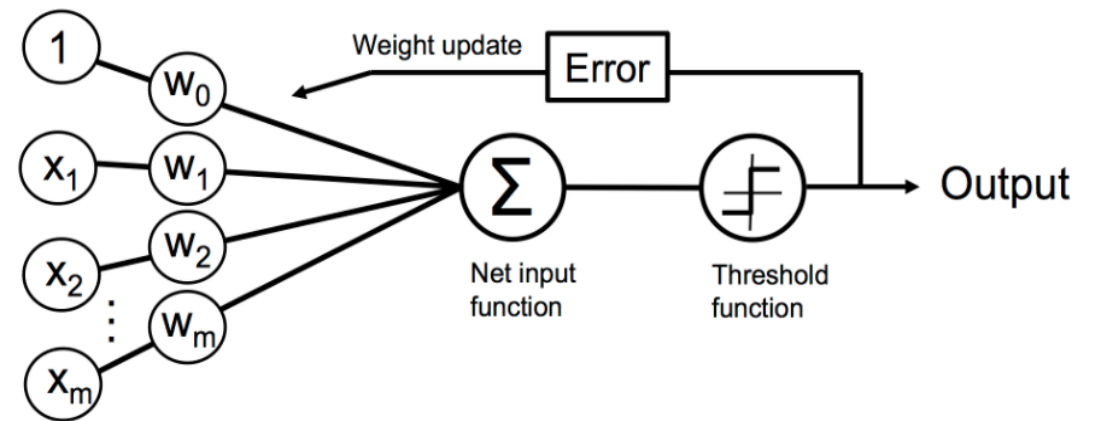 1
w₀
Weight update
Error
x₁
w₁
Σ
Output
x₂
w₂
⋮
wₘ
xₘ
Net input
function
Threshold
function